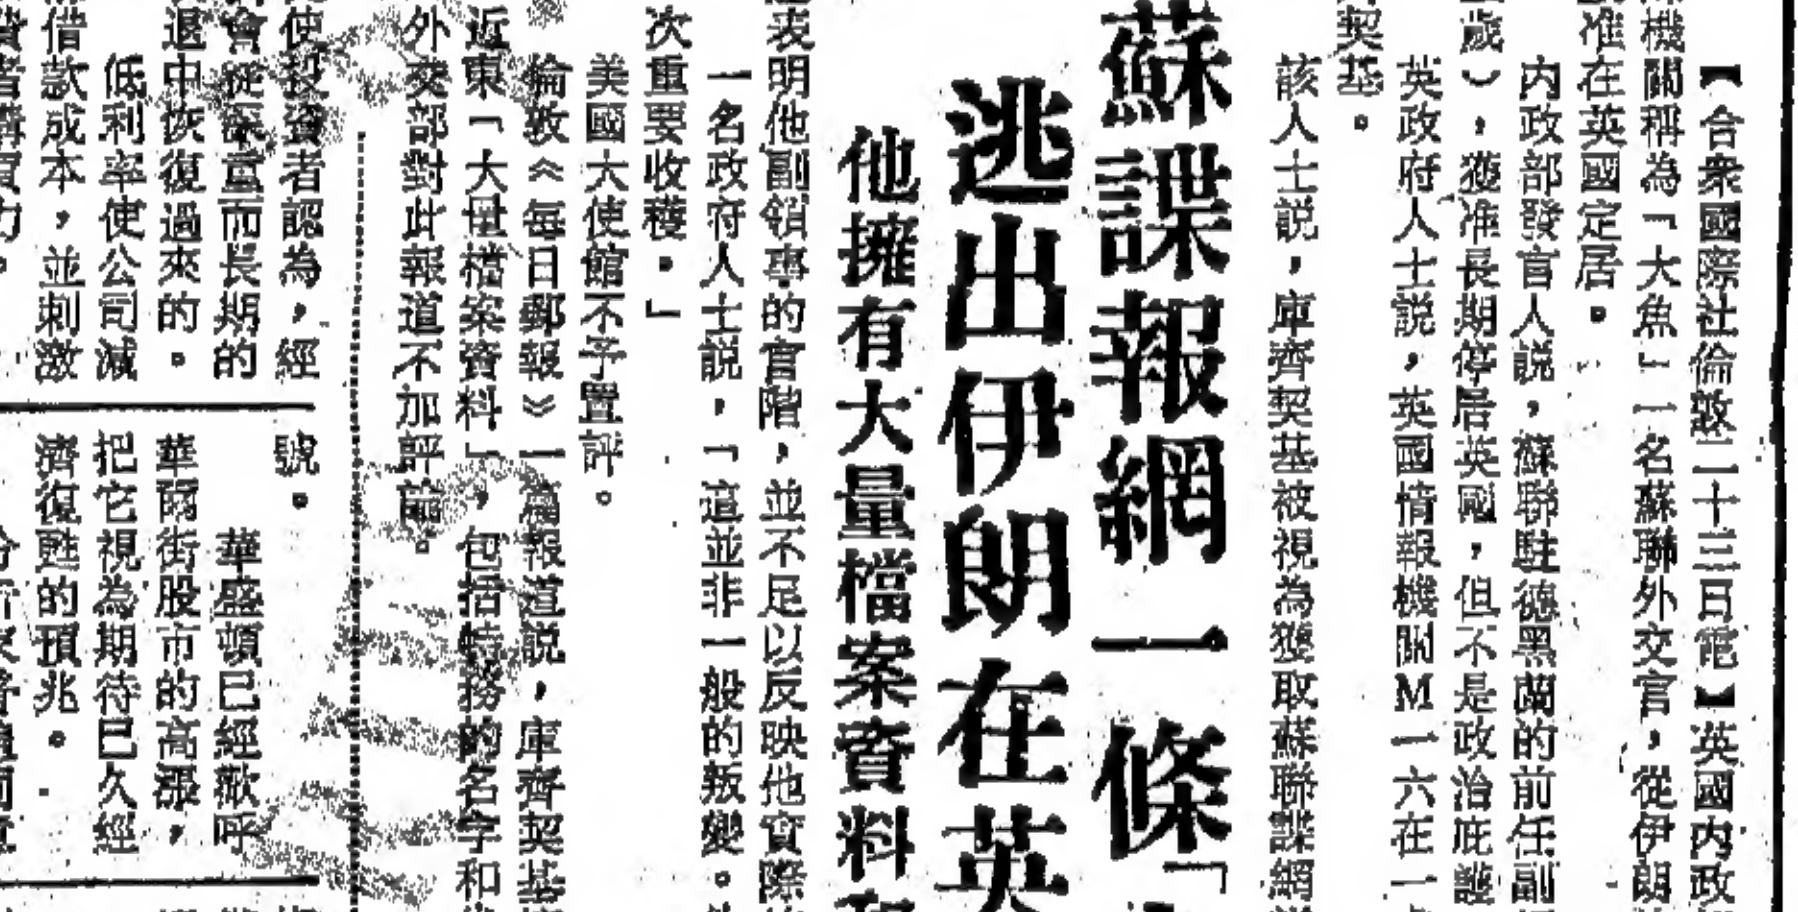 【合衆國際社倫敦二十三日電】英國内政
機關稱為「大魚」一名蘇聯外交官，從伊朗
准在英國定居。
内政部發言人説，蘇聯駐德黑蘭的前任副
歲），獲准長期停居英國，但不是政治庇護
英政府人士説，英國情報機關M一六在一
契基。
該人士説，庫齊契基被視為獲取蘇聯諜網
蘇諜報網一條「
逃出伊朗在英
他擁有大量檔案資料
表明他副領事的官階，並不足以反映他實際
一名政府人士説，「這並非一般的叛變。
次重要收穫。」
美國大使館不予置評。
倫敦《每日郵報》一篇報道説，庫齊契基
近東「大量檔案資料」，包括特務的名字和
外交部對此報道不加評論。
使投資者認為，經
會從深重而長期的
退中恢復過來的。
低利率使公司減
借款成本，並刺激
號。
華盛頓已經歡呼
華爾街股市的高漲，
把它視為期待已久經
濟復甦的預兆。